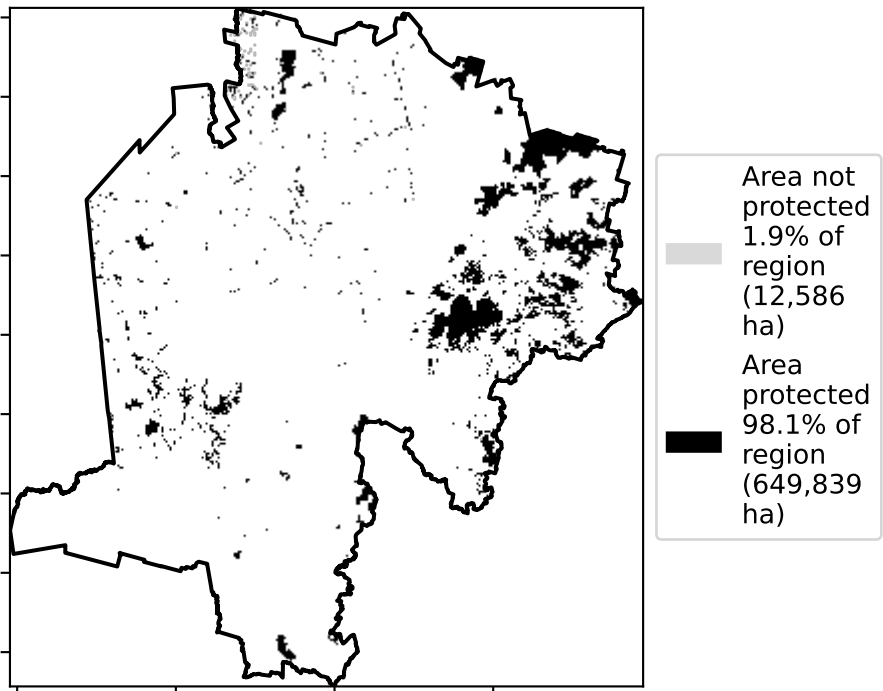 Area not
protected
1.9% of
region
(12,586
ha)
Area
protected
98.1% of
region
(649,839
ha)